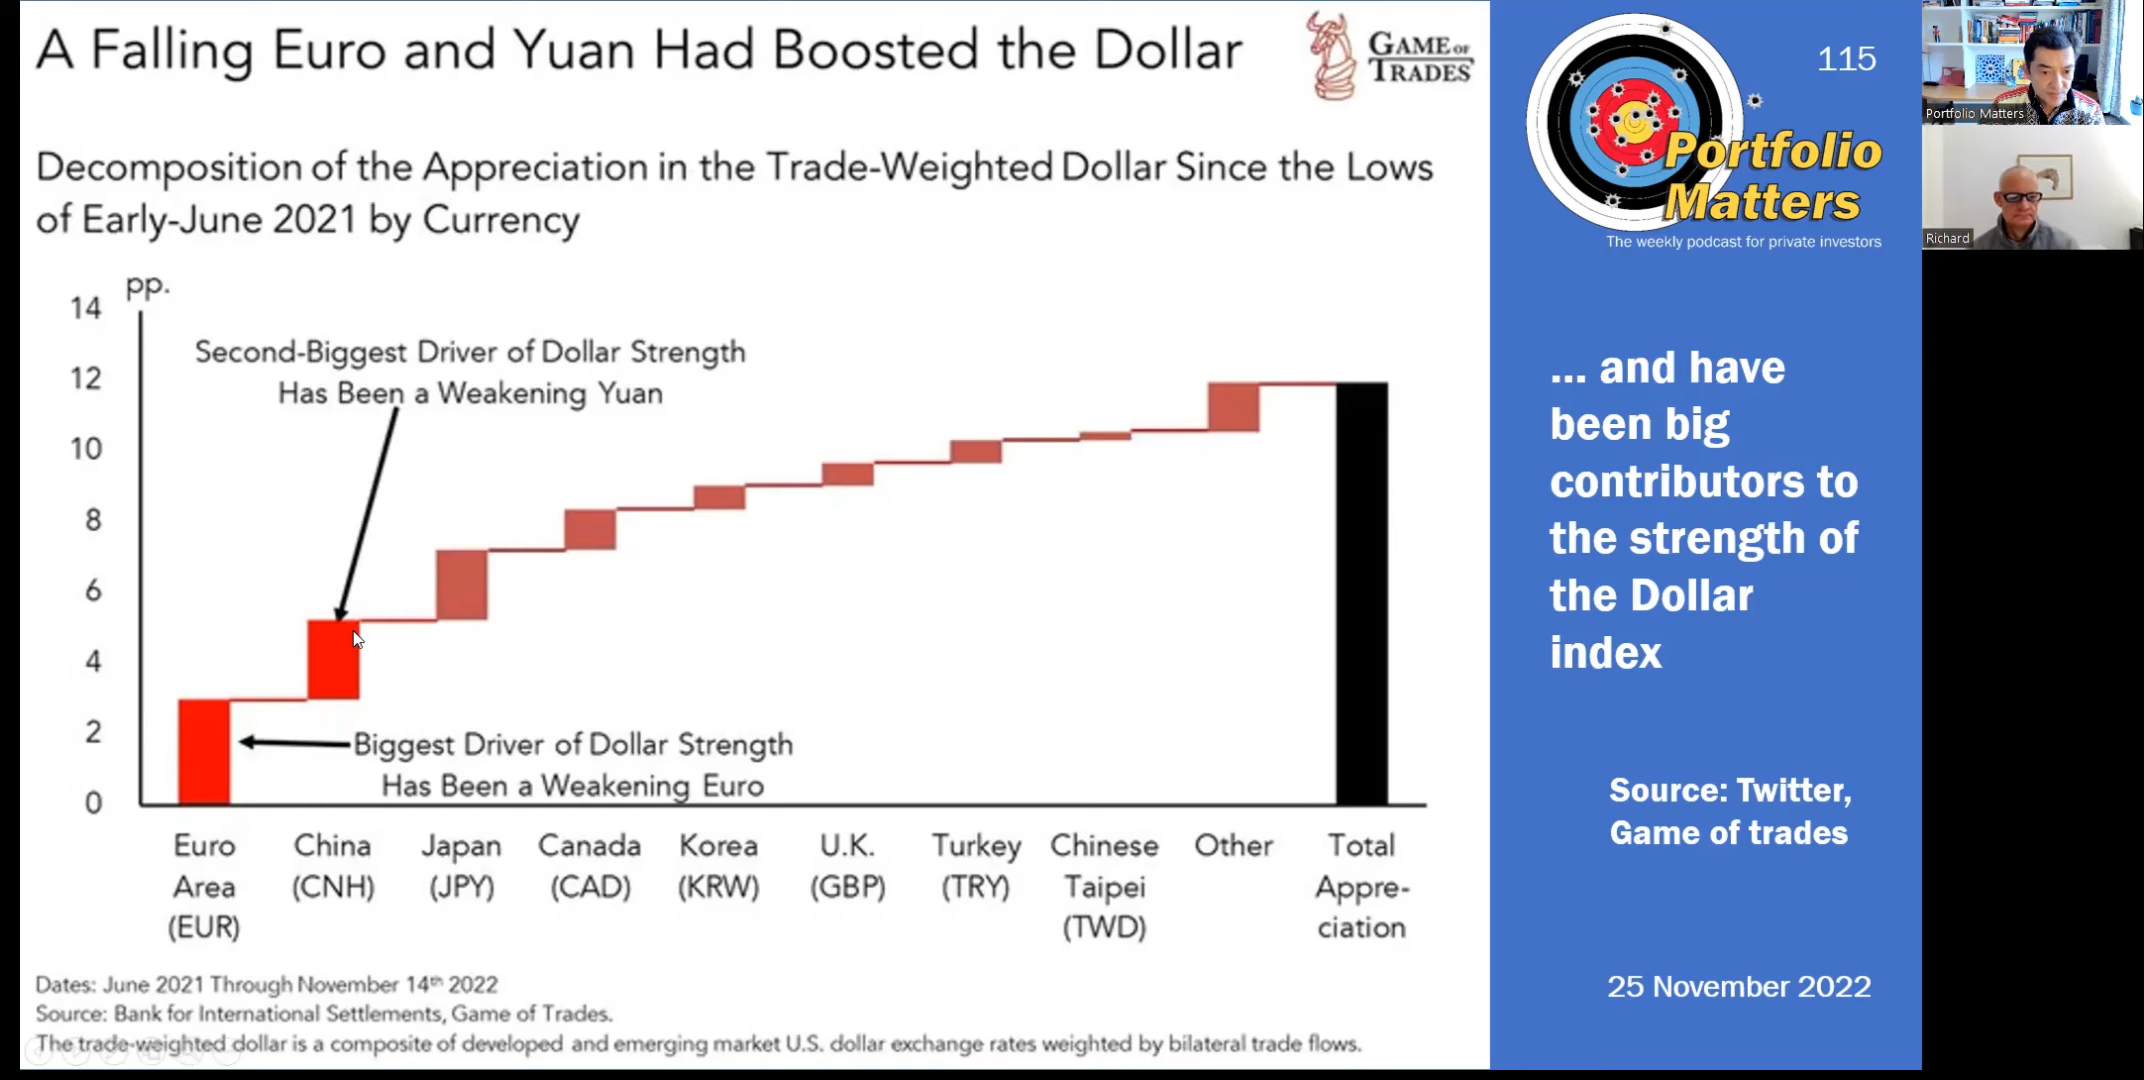 A Falling Euro and Yuan Had Boosted the Dollar
GAME OF
TRADES
Decomposition of the Appreciation in the Trade-Weighted Dollar Since the Lows
of Early-June 2021 by Currency
pp.
14
12
10
8
6
4
2
0
Second-Biggest Driver of Dollar Strength
Has Been a Weakening Yuan
Biggest Driver of Dollar Strength
Has Been a Weakening Euro
Euro
Area
(EUR)
China
(CNH)
Japan
(JPY)
Canada
(CAD)
Korea
(KRW)
U.K.
(GBP)
Turkey
(TRY)
Chinese
Taipei
(TWD)
Other
Total
Appre-
ciation
Dates: June 2021 Through November 14th 2022
Source: Bank for International Settlements, Game of Trades.
The trade-weighted dollar is a composite of developed and emerging market U.S. dollar exchange rates weighted by bilateral trade flows.
115
Portfolio
Matters
The weekly podcast for private investors
... and have
been big
contributors to
the strength of
the Dollar
index
Source: Twitter,
Game of trades
25 November 2022
Portfolio Matters
Richard